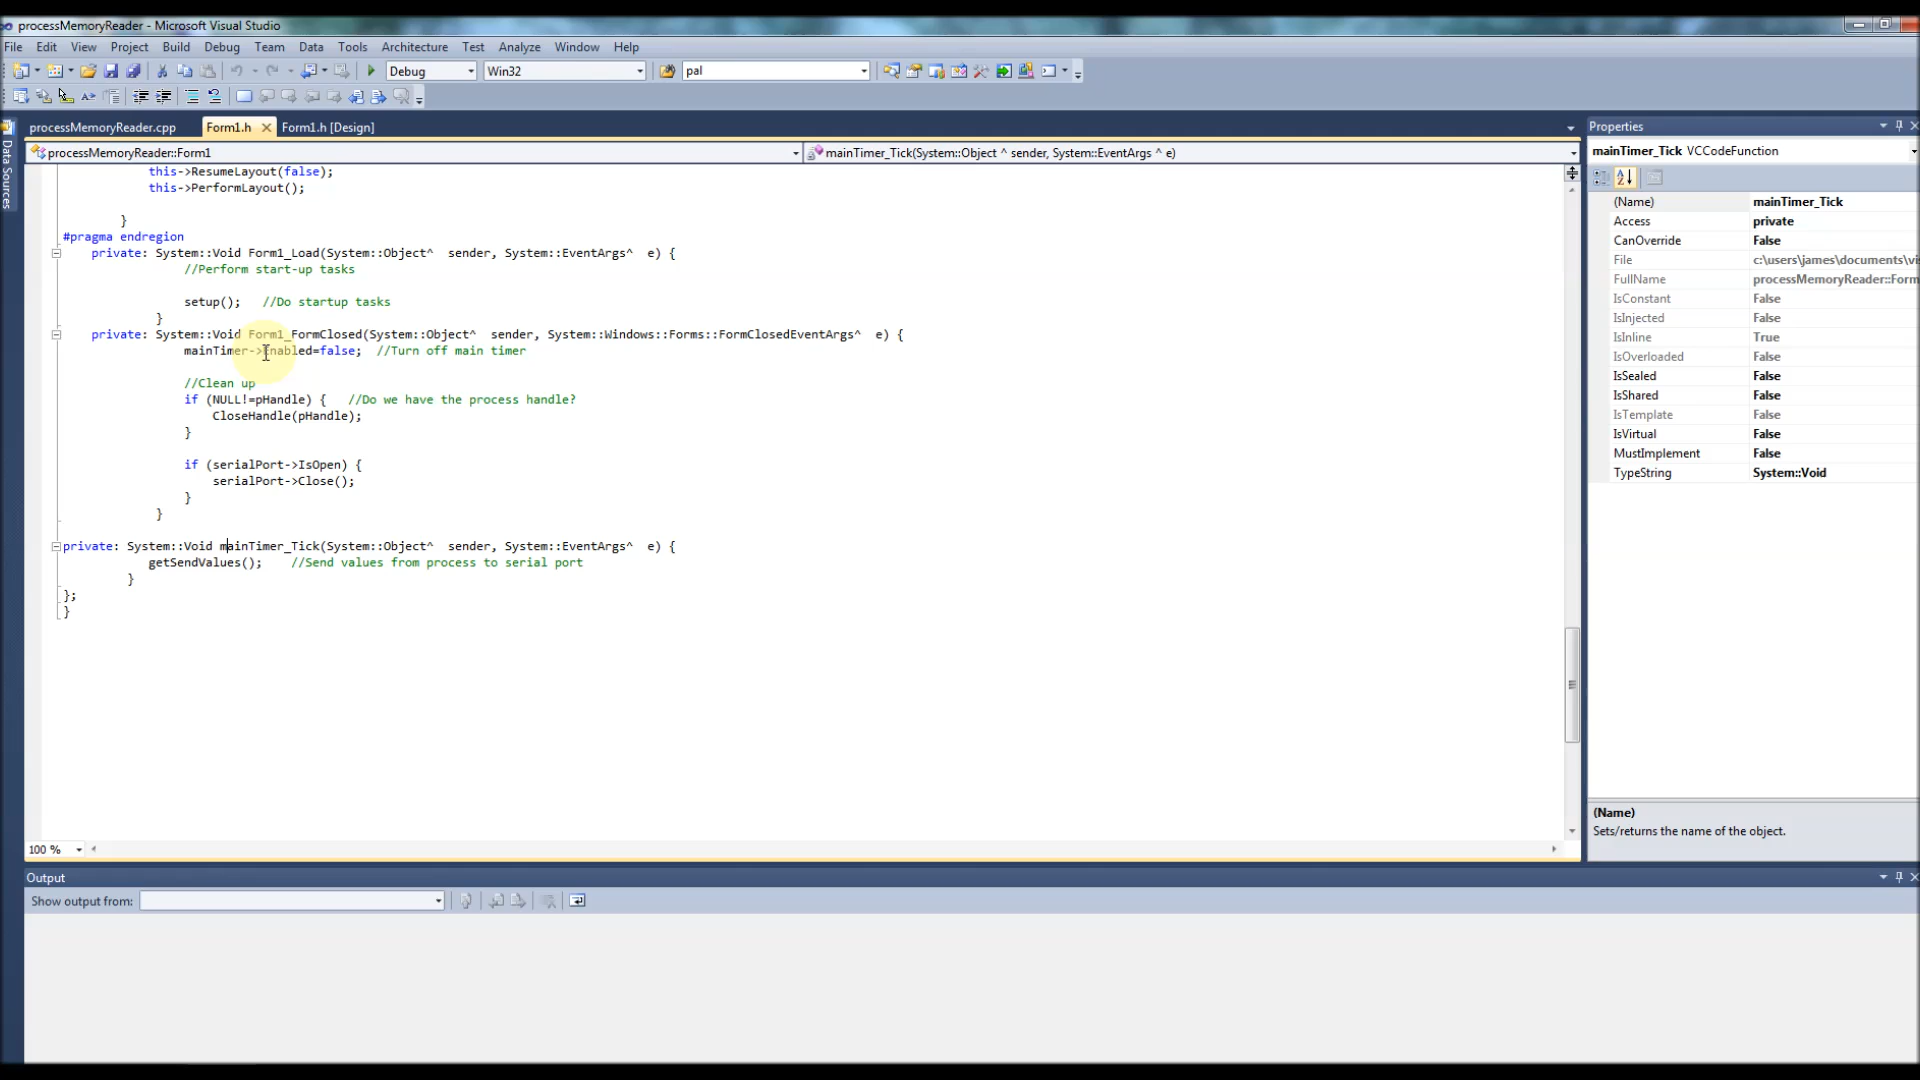 processMemoryReader - Microsoft Visual Studio
File Edit View Project Build Debug Team Data Tools Architecture Test Analyze Window Help
Debug Win32 pal
processMemoryReader.cpp Form1.h Form1.h [Design]
Data Sources
processMemoryReader::Form1 mainTimer_Tick(System::Object ^ sender, System::EventArgs ^ e)
this->ResumeLayout(false);
this->PerformLayout();
}
#pragma endregion
private: System::Void Form1_Load(System::Object^ sender, System::EventArgs^ e) {
//Perform start-up tasks
setup(); //Do startup tasks
}
private: System::Void Form1_FormClosed(System::Object^ sender, System::Windows::Forms::FormClosedEventArgs^ e) {
mainTimer->Enabled=false; //Turn off main timer
//Clean up
if (NULL!=pHandle) { //Do we have the process handle?
CloseHandle(pHandle);
}
if (serialPort->IsOpen) {
serialPort->Close();
}
}
private: System::Void mainTimer_Tick(System::Object^ sender, System::EventArgs^ e) {
getSendValues(); //Send values from process to serial port
}
};
}
100 %
Properties
mainTimer_Tick VCCodeFunction
(Name) mainTimer_Tick
Access private
CanOverride False
File c:\users\james\documents\vi
FullName processMemoryReader::Form
IsConstant False
IsInjected False
IsInline True
IsOverloaded False
IsSealed False
IsShared False
IsTemplate False
IsVirtual False
MustImplement False
TypeString System::Void
(Name)
Sets/returns the name of the object.
Output
Show output from: